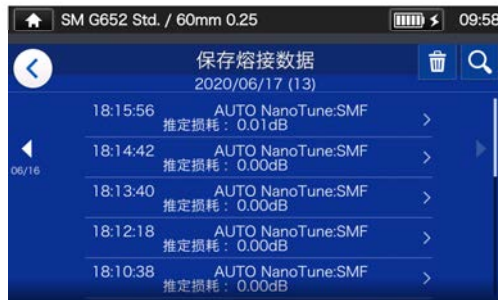 SM G652 Std. / 60mm 0.25 09:58
保存熔接数据
2020/06/17 (13)
18:15:56 AUTO NanoTune:SMF
推定损耗： 0.01dB
18:14:42 AUTO NanoTune:SMF
推定损耗： 0.00dB
06/16
18:13:40 AUTO NanoTune:SMF
推定损耗： 0.00dB
18:12:18 AUTO NanoTune:SMF
推定损耗： 0.00dB
18:10:38 AUTO NanoTune:SMF
推定损耗： 0.00dB